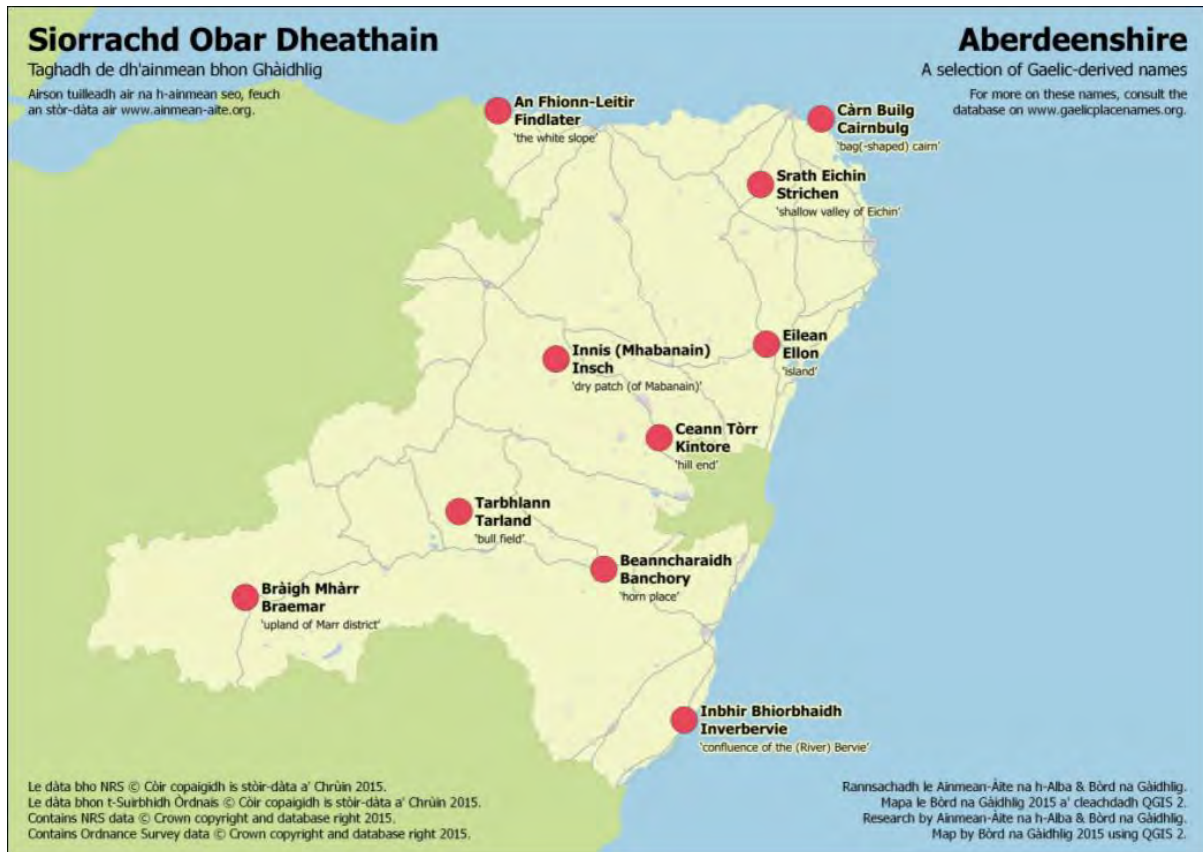 Siorrachd Obar Dheathain
Taghadh de dh'ainmean bhon Ghàidhlig
Airson tuilleadh air na h-ainmean seo, feuch
an stòr-dàta air www.ainmean-aite.org.
Aberdeenshire
A selection of Gaelic-derived names
For more on these names, consult the
database on www.gaelicplacenames.org.
An Fhionn-Leitir
Findlater
'the white slope'
Càrn Builg
Cairnbulg
'bag(-shaped) cairn'
Srath Eichin
Strichen
'shallow valley of Eichin'
Eilean
Ellon
'island'
Innis (Mhabanain)
Insch
'dry patch (of Mabanain)'
Ceann Tòrr
Kintore
'hill end'
Tarbhlann
Tarland
'bull field'
Beanncharaidh
Banchory
'horn place'
Bràigh Mhàrr
Braemar
'upland of Marr district'
Inbhir Bhiorbhaidh
Inverbervie
'confluence of the (River) Bervie'
Le dàta bho NRS © Còir copaigidh is stòir-dàta a' Chrùin 2015.
Le dàta bhon t-Suirbhidh Òrdnais © Còir copaigidh is stòir-dàta a' Chrùin 2015.
Contains NRS data © Crown copyright and database right 2015.
Contains Ordnance Survey data © Crown copyright and database right 2015.
Rannsachadh le Ainmean-Àite na h-Alba & Bòrd na Gàidhlig.
Mapa le Bòrd na Gàidhlig 2015 a' cleachdadh QGIS 2.
Research by Ainmean-Àite na h-Alba & Bòrd na Gàidhlig.
Map by Bòrd na Gàidhlig 2015 using QGIS 2.